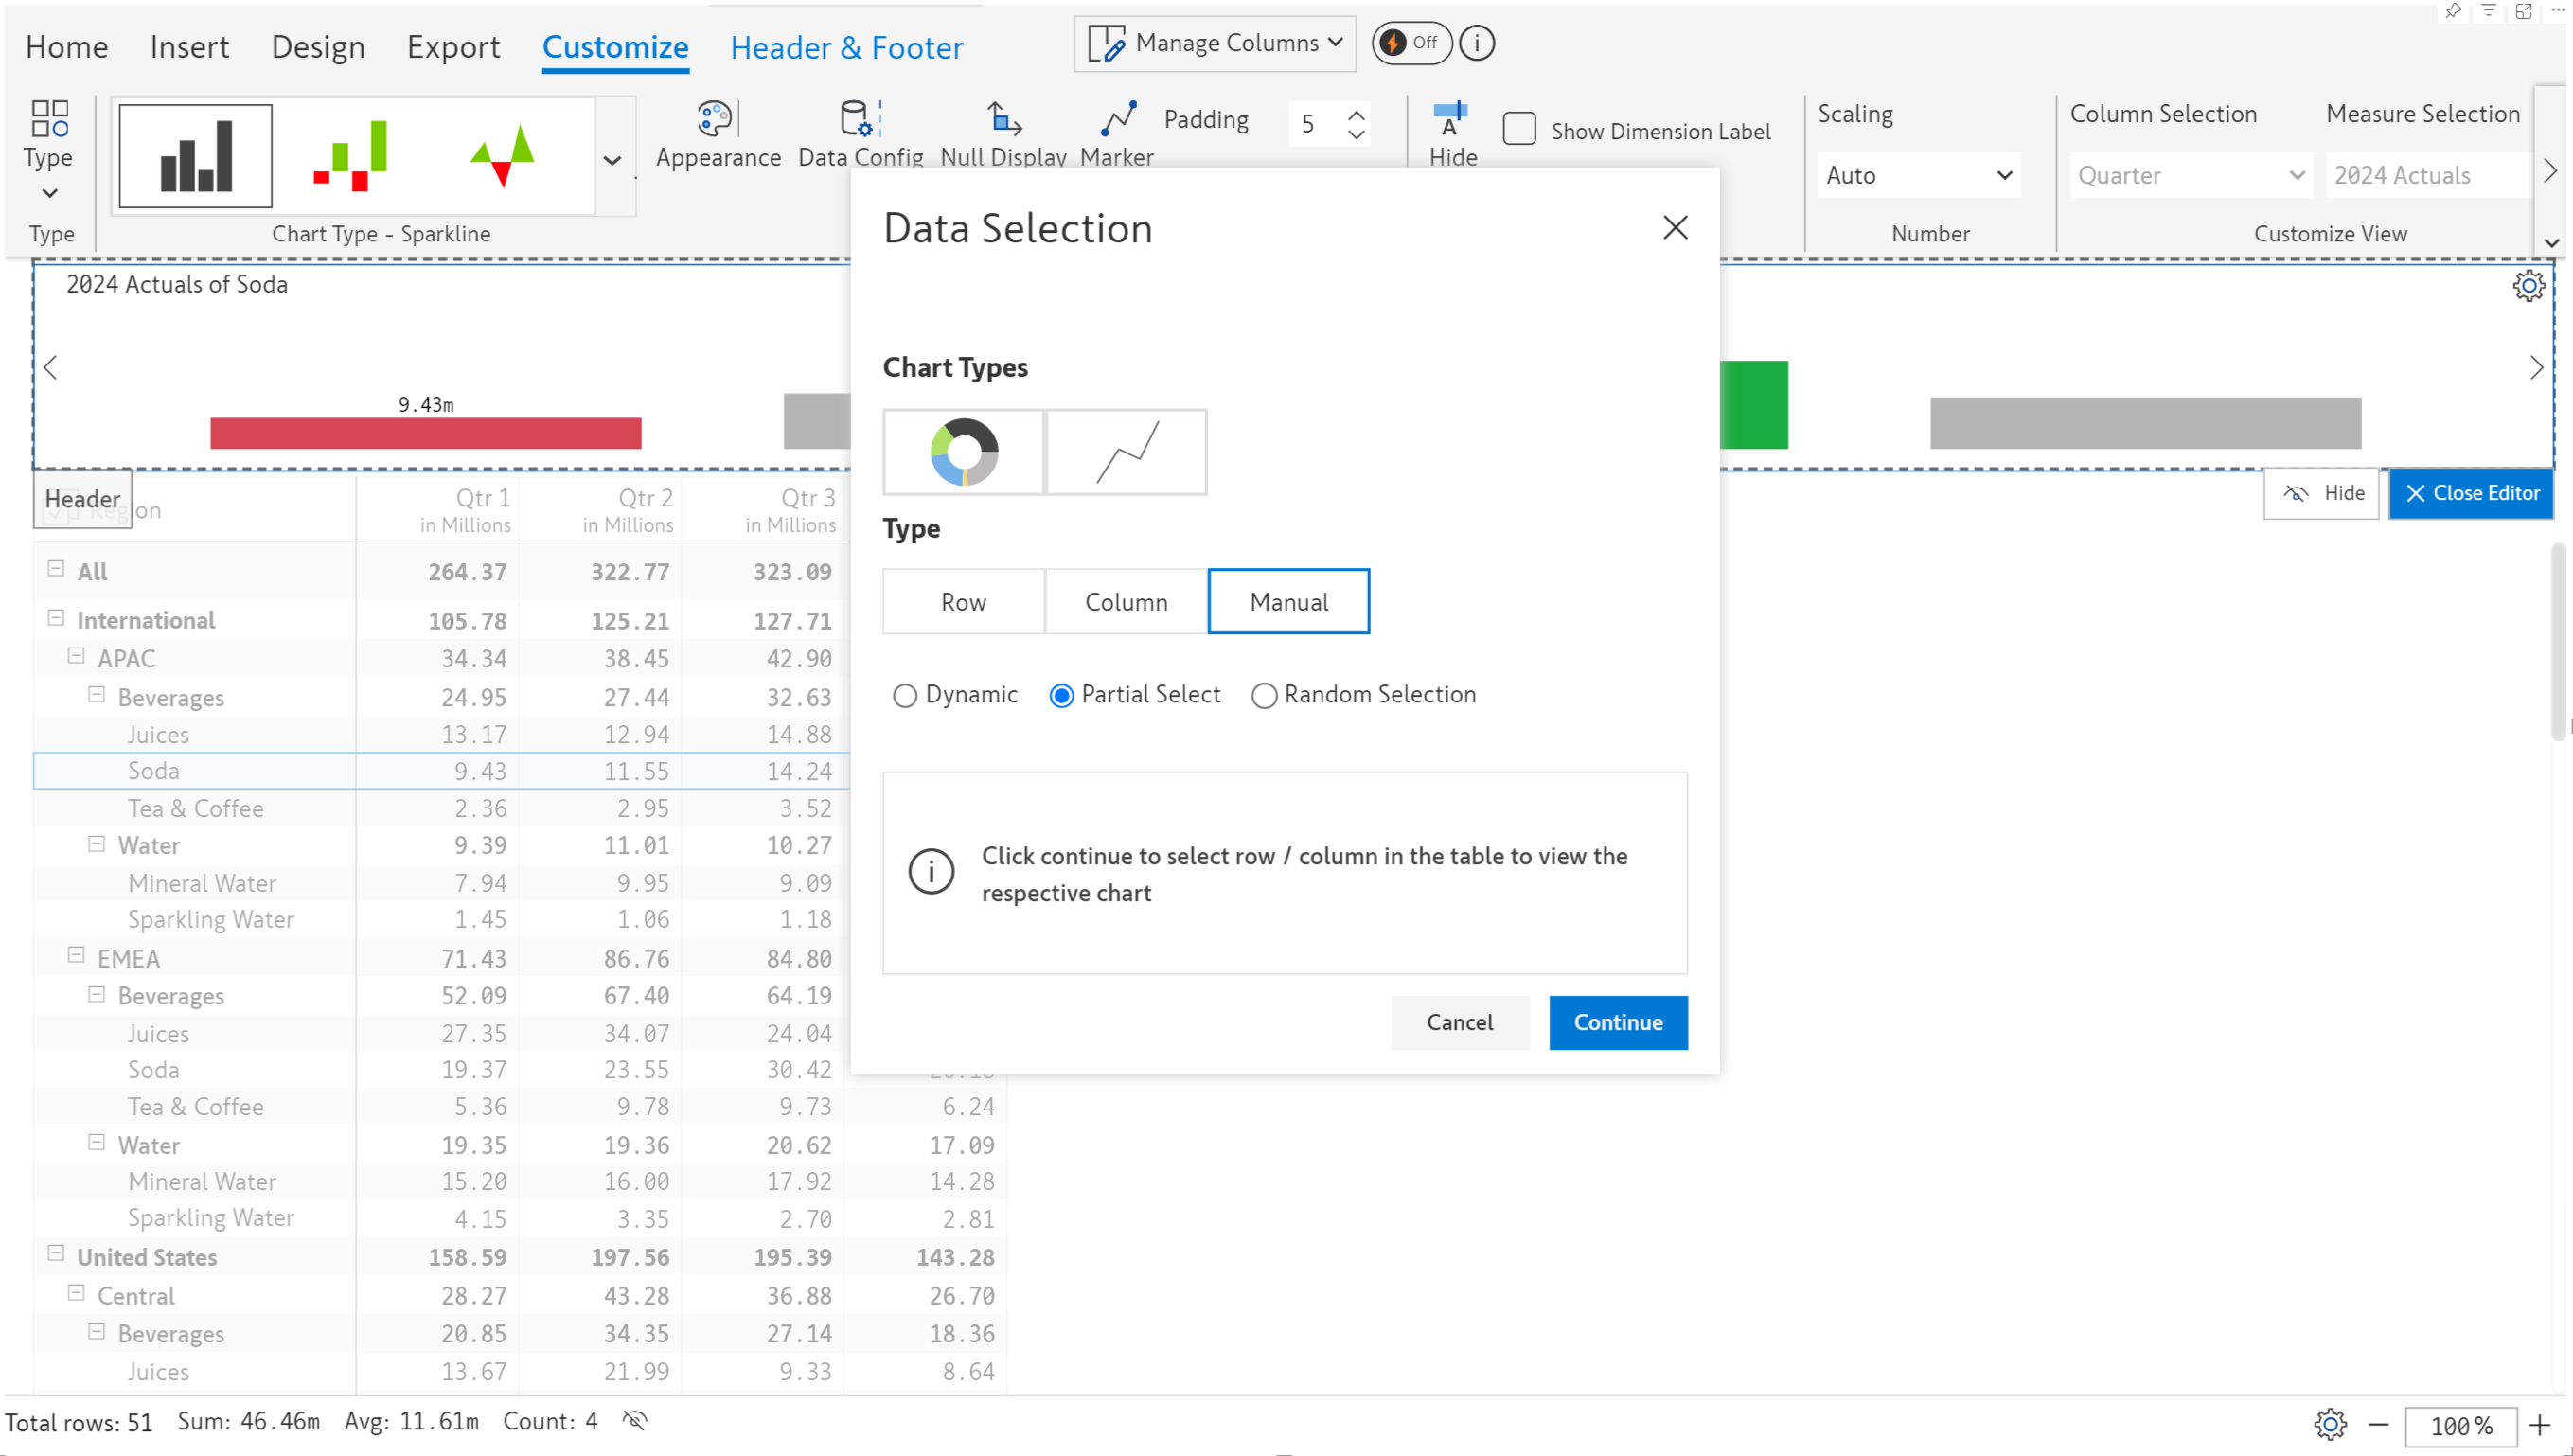 Home Insert Design Export Customize Header & Footer Manage Columns Off
Type Appearance Data Config Null Display Marker Padding 5 Hide Show Dimension Label Scaling Auto Column Selection Quarter Measure Selection 2024 Actuals
Type Chart Type - Sparkline Number Customize View
2024 Actuals of Soda
9.43m
Hide Close Editor
Header
Region Qtr 1 Qtr 2 Qtr 3
in Millions in Millions in Millions
All 264.37 322.77 323.09
International 105.78 125.21 127.71
APAC 34.34 38.45 42.90
Beverages 24.95 27.44 32.63
Juices 13.17 12.94 14.88
Soda 9.43 11.55 14.24
Tea & Coffee 2.36 2.95 3.52
Water 9.39 11.01 10.27
Mineral Water 7.94 9.95 9.09
Sparkling Water 1.45 1.06 1.18
EMEA 71.43 86.76 84.80
Beverages 52.09 67.40 64.19
Juices 27.35 34.07 24.04
Soda 19.37 23.55 30.42
Tea & Coffee 5.36 9.78 9.73 6.24
Water 19.35 19.36 20.62 17.09
Mineral Water 15.20 16.00 17.92 14.28
Sparkling Water 4.15 3.35 2.70 2.81
United States 158.59 197.56 195.39 143.28
Central 28.27 43.28 36.88 26.70
Beverages 20.85 34.35 27.14 18.36
Juices 13.67 21.99 9.33 8.64
Data Selection
Chart Types
Type
Row Column Manual
Dynamic Partial Select Random Selection
Click continue to select row / column in the table to view the
respective chart
Cancel Continue
Total rows: 51 Sum: 46.46m Avg: 11.61m Count: 4 100%